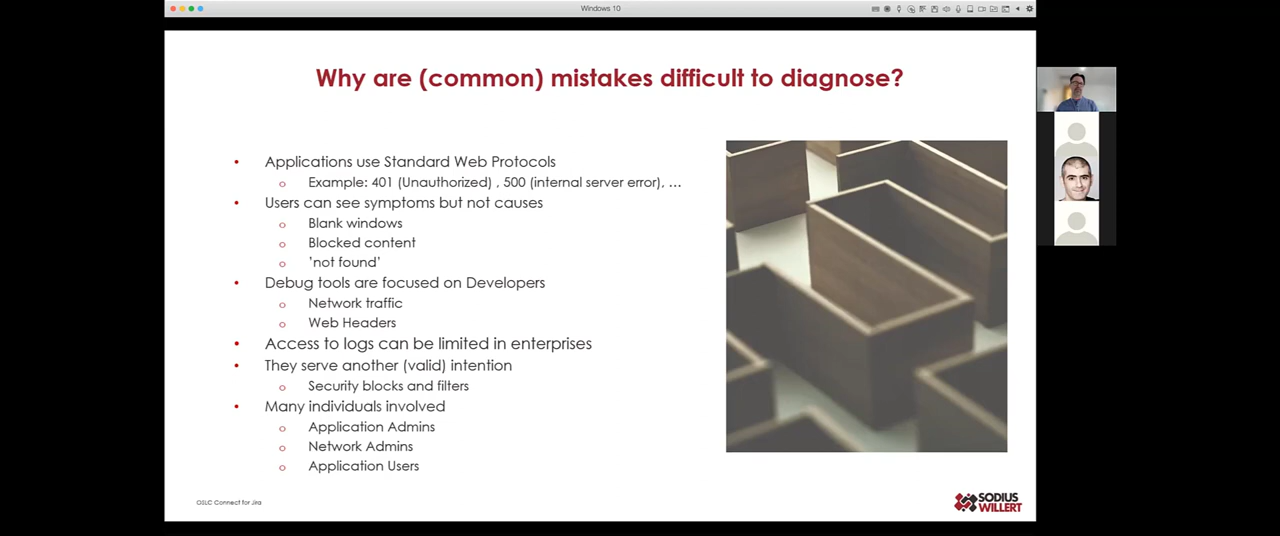 Windows 10
Why are (common) mistakes difficult to diagnose?
• Applications use Standard Web Protocols
o Example: 401 (Unauthorized) , 500 (internal server error), ...
• Users can see symptoms but not causes
o Blank windows
o Blocked content
o 'not found'
• Debug tools are focused on Developers
o Network traffic
o Web Headers
• Access to logs can be limited in enterprises
• They serve another (valid) intention
o Security blocks and filters
• Many individuals involved
o Application Admins
o Network Admins
o Application Users
OSLC Connect for Jira
SODIUS
WILLERT